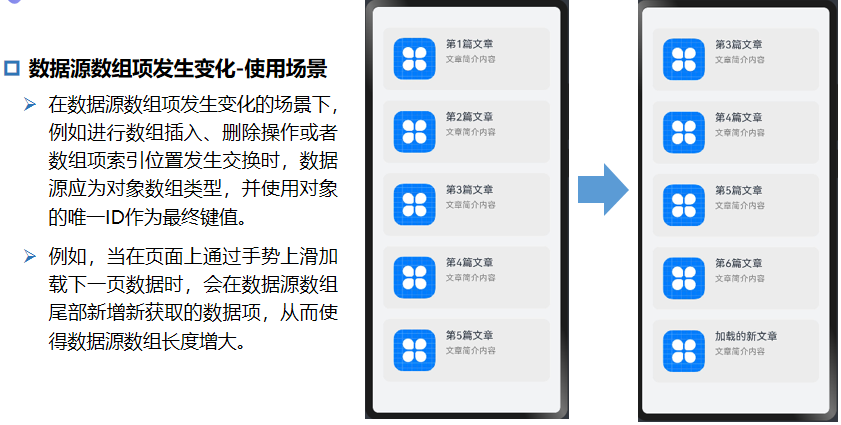 数据源数组项发生变化-使用场景
在数据源数组项发生变化的场景下，
例如进行数组插入、删除操作或者
数组项索引位置发生交换时，数据
源应为对象数组类型，并使用对象
的唯一ID作为最终键值。
例如，当在页面上通过手势上滑加
载下一页数据时，会在数据源数组
尾部新增新获取的数据项，从而使
得数据源数组长度增大。
第1篇文章
文章简介内容
第2篇文章
文章简介内容
第3篇文章
文章简介内容
第4篇文章
文章简介内容
第5篇文章
文章简介内容
第3篇文章
文章简介内容
第4篇文章
文章简介内容
第5篇文章
文章简介内容
第6篇文章
文章简介内容
加载的新文章
文章简介内容